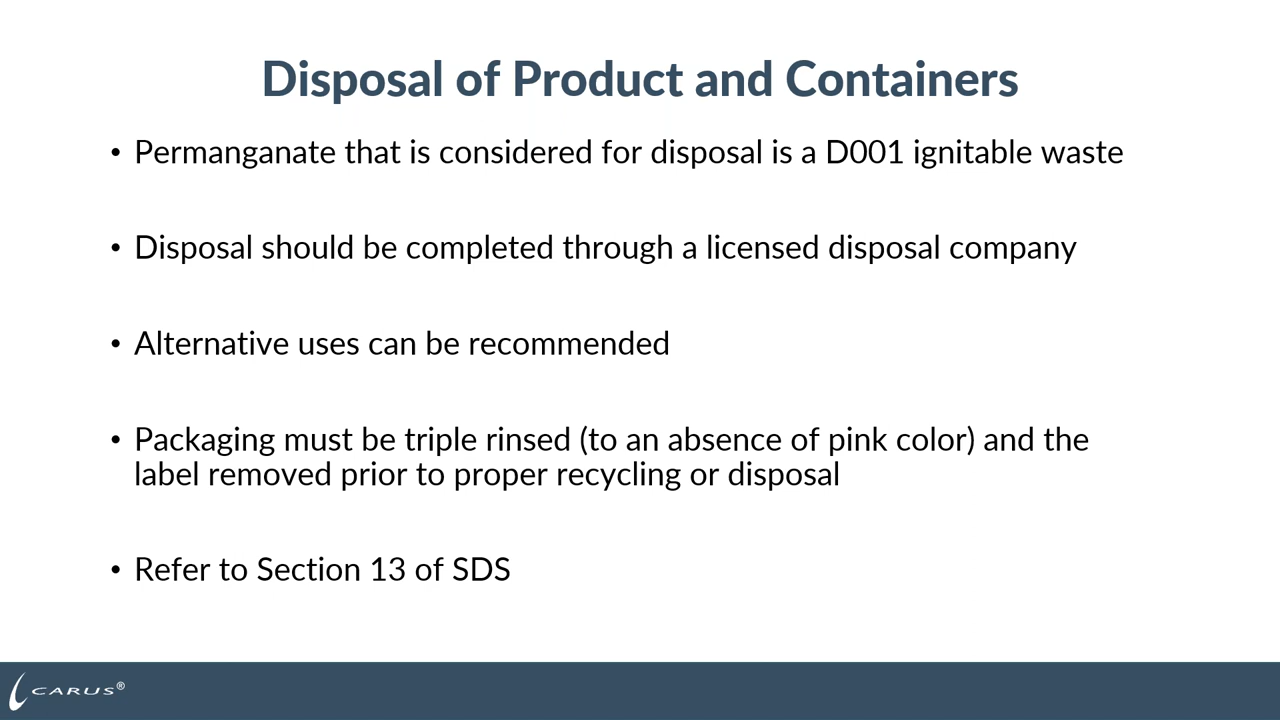 Disposal of Product and Containers
• Permanganate that is considered for disposal is a D001 ignitable waste
• Disposal should be completed through a licensed disposal company
• Alternative uses can be recommended
• Packaging must be triple rinsed (to an absence of pink color) and the
label removed prior to proper recycling or disposal
• Refer to Section 13 of SDS
CARUS®